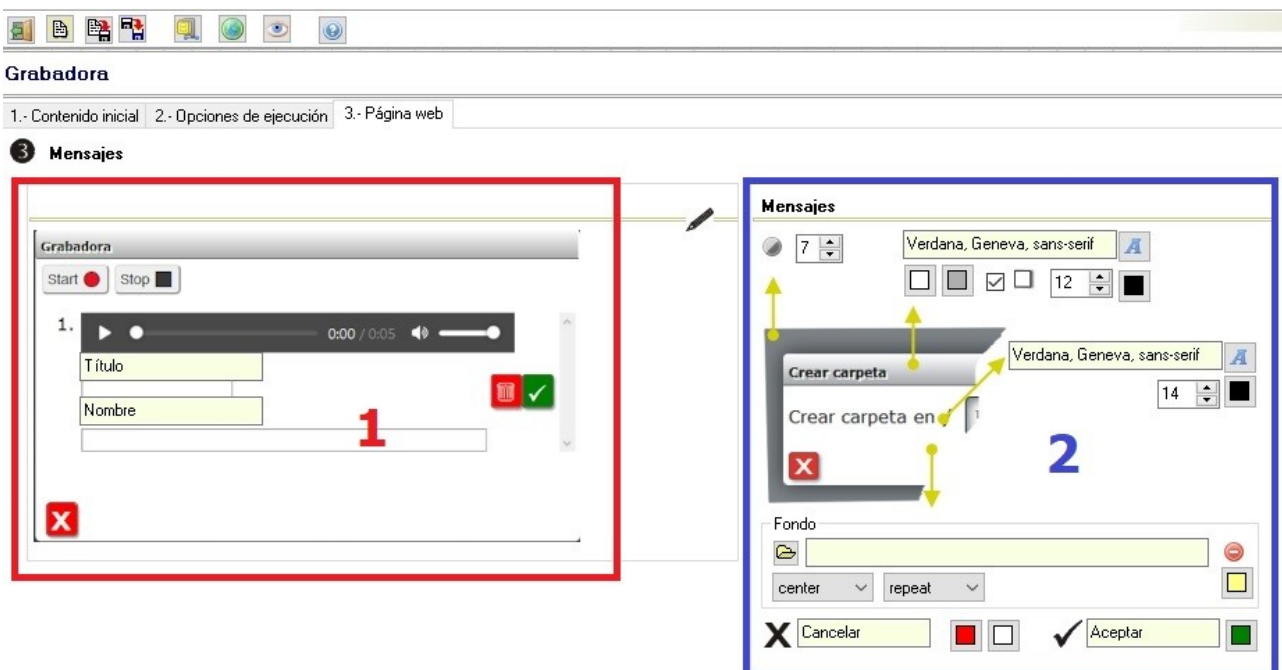 Grabadora
1.- Contenido inicial 2.- Opciones de ejecución 3.- Página web
3 Mensajes
Grabadora
Start Stop
1. 0:00 / 0:05
Título
Nombre
1
Mensajes
7 Verdana, Geneva, sans-serif A
12
Verdana, Geneva, sans-serif A
14
Crear carpeta
Crear carpeta en /
2
Fondo
center repeat
Cancelar Aceptar